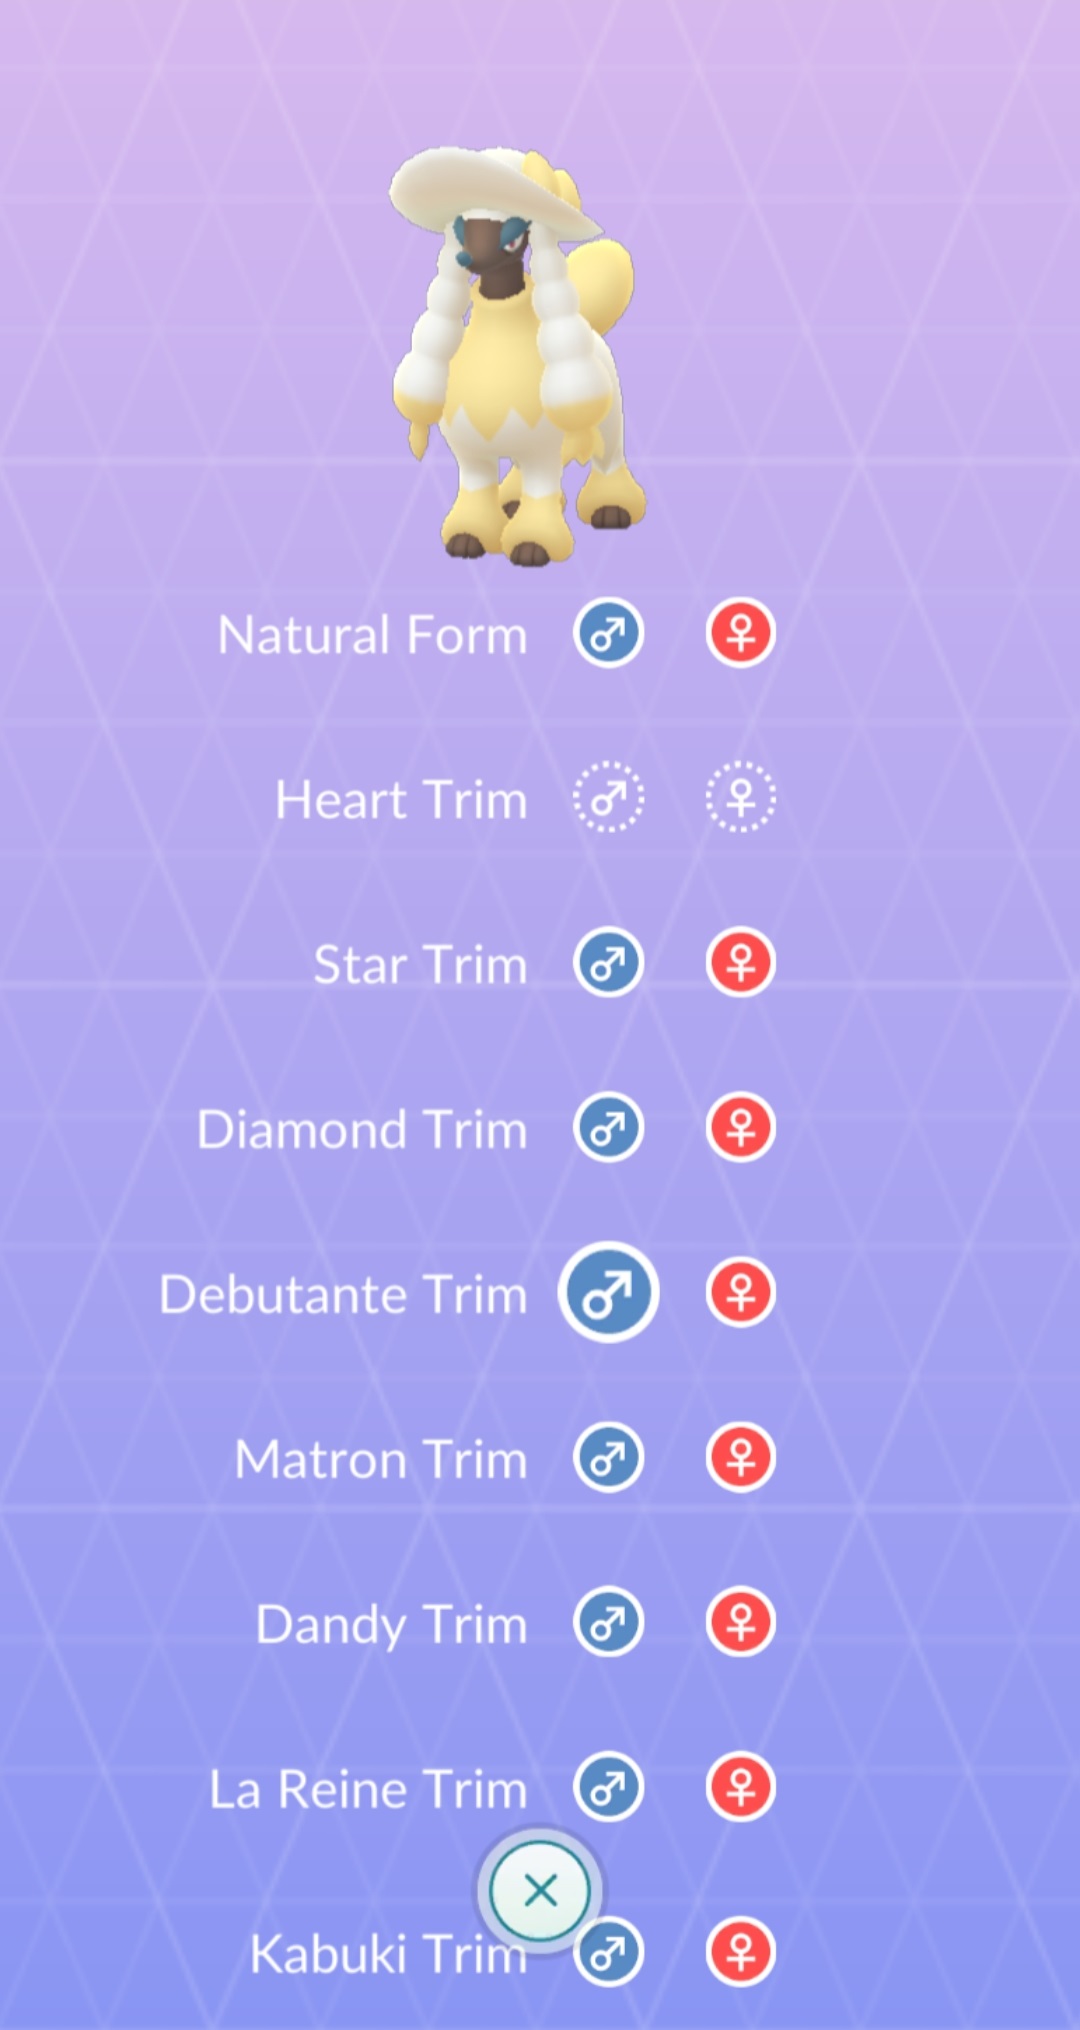 Natural Form
Heart Trim
Star Trim
Diamond Trim
Debutante Trim
Matron Trim
Dandy Trim
La Reine Trim
Kabuki Trim